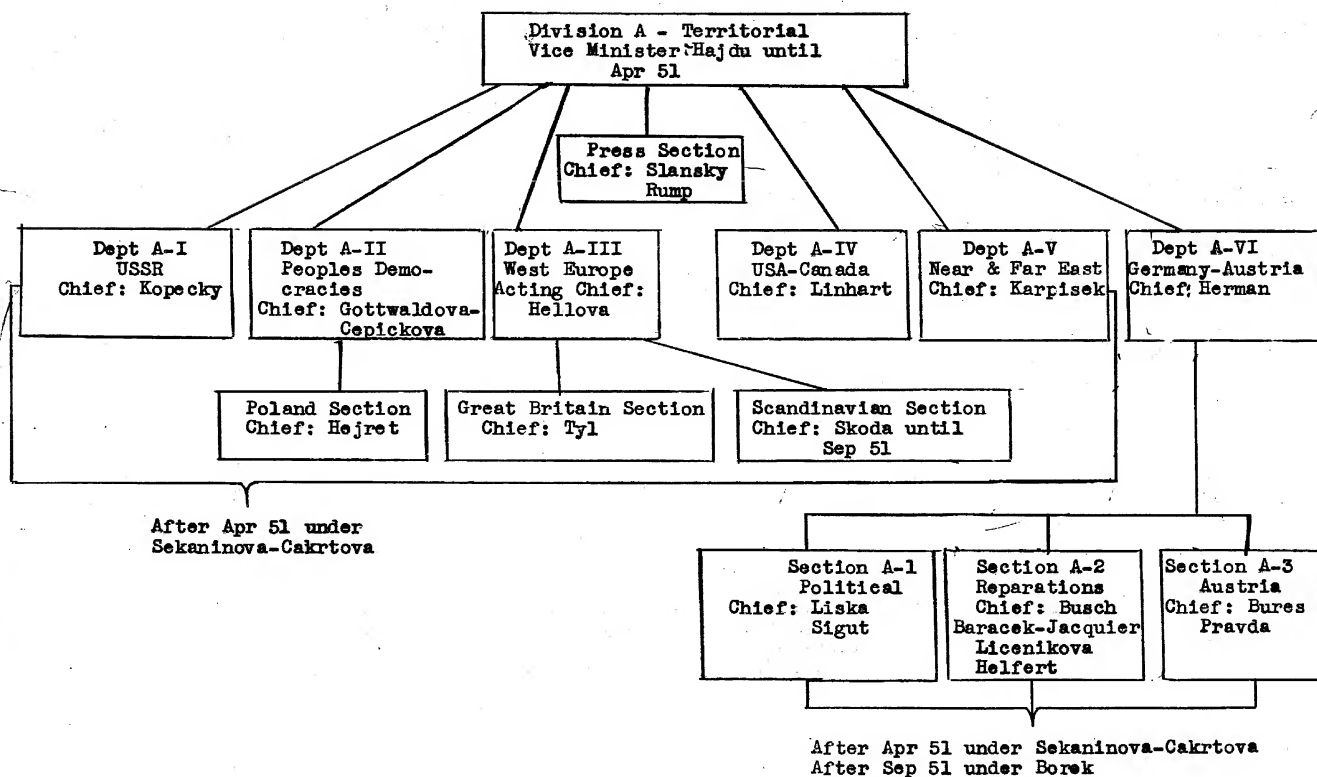 Division A - Territorial
Vice Minister Hajdu until
Apr 51
Press Section
Chief: Slansky
Rump
Dept A-I
USSR
Chief: Kopecky
Dept A-II
Peoples Demo-
cracies
Chief: Gottwaldova-
Cepickova
Dept A-III
West Europe
Acting Chief:
Hellova
Dept A-IV
USA-Canada
Chief: Linhart
Dept A-V
Near & Far East
Chief: Karpisek
Dept A-VI
Germany-Austria
Chief: Herman
Poland Section
Chief: Hejret
Great Britain Section
Chief: Tyl
Scandinavian Section
Chief: Skoda until
Sep 51
After Apr 51 under
Sekaninova-Cakrtova
Section A-1
Political
Chief: Liska
Sigut
Section A-2
Reparations
Chief: Busch
Baracek-Jacquier
Licenikova
Helfert
Section A-3
Austria
Chief: Bures
Pravda
After Apr 51 under Sekaninova-Cakrtova
After Sep 51 under Borek